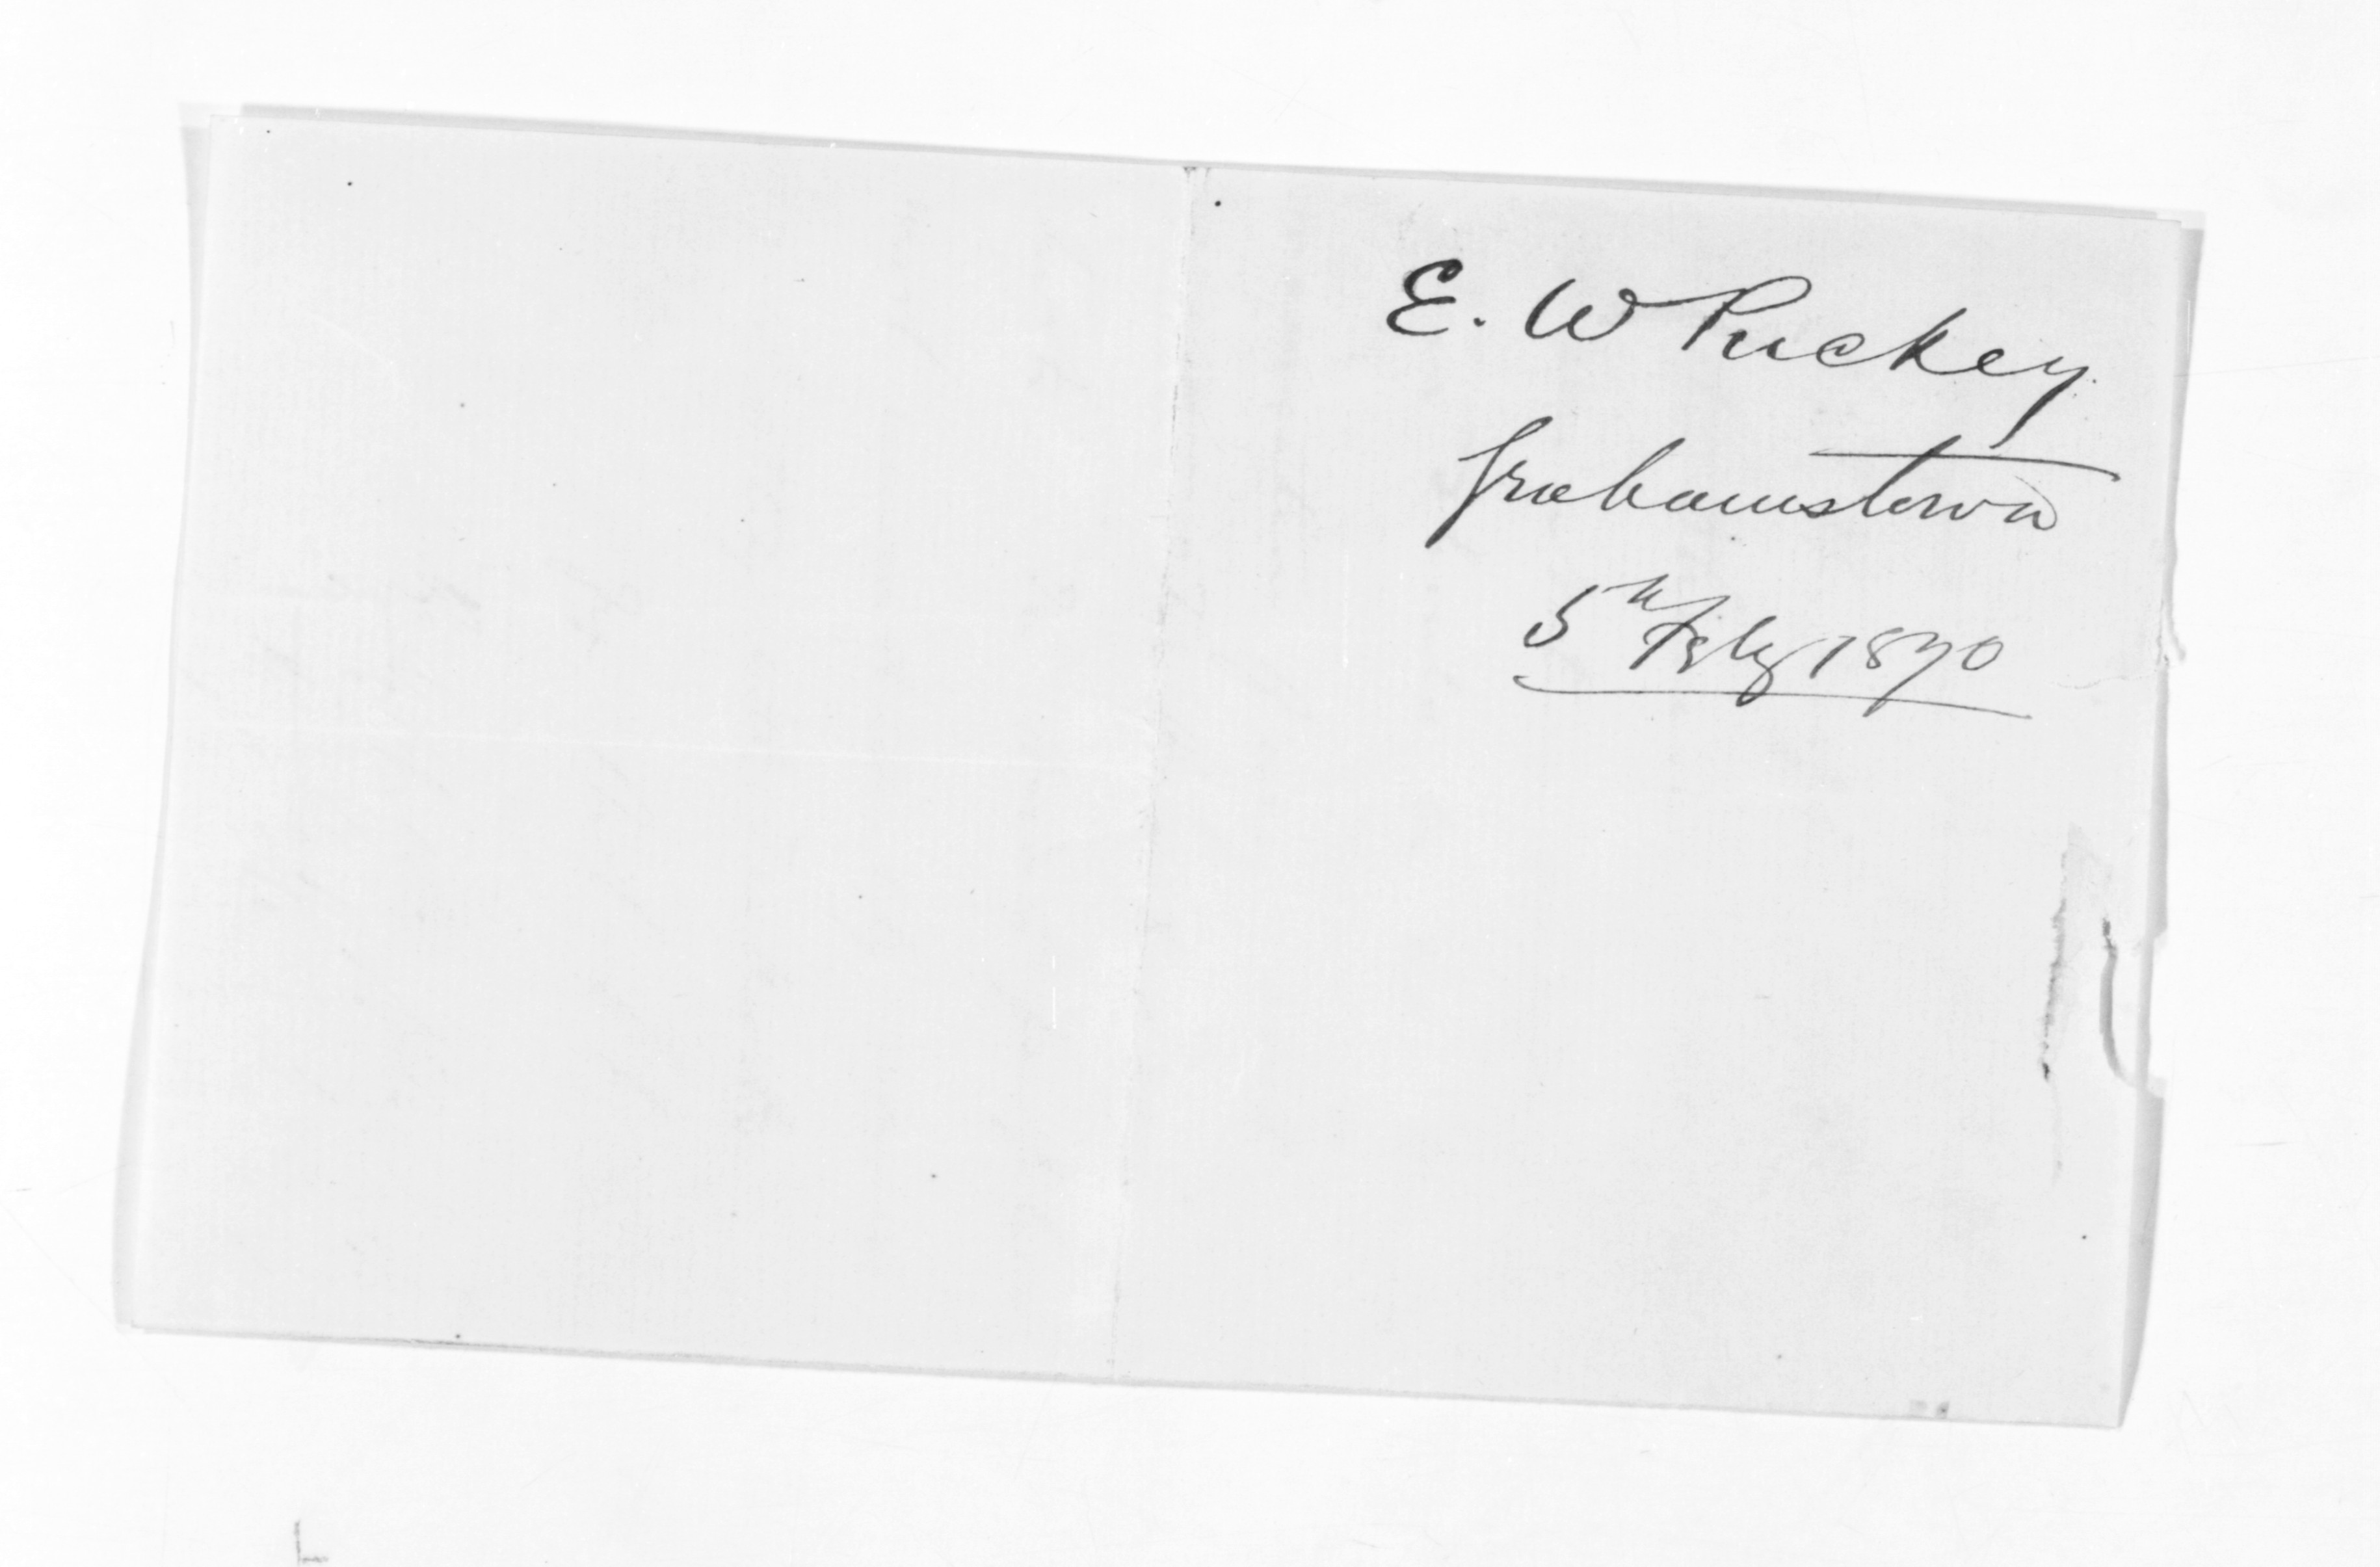 E. W Puckey
Grahamstown
5th Feby 1870